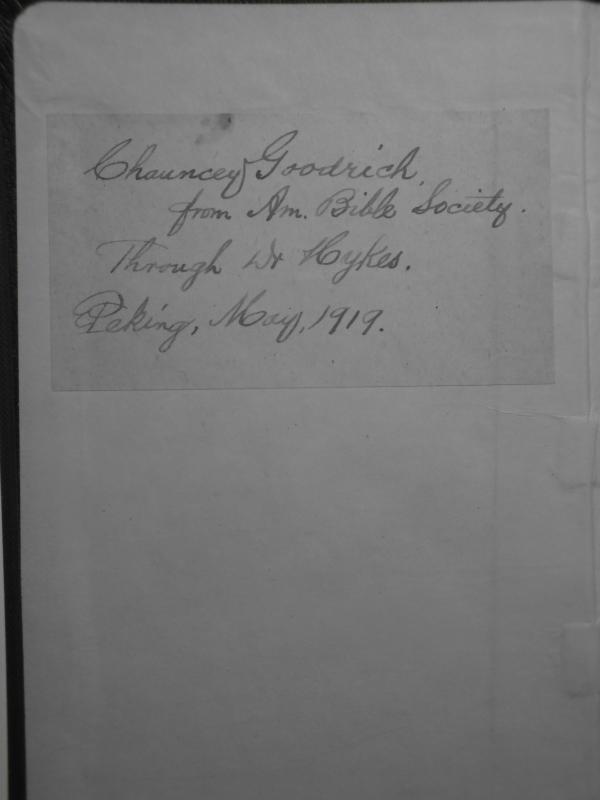 Chauncey Goodrich,
from Am. Bible Society.
Through Dr Hykes.
Peking, May, 1919.